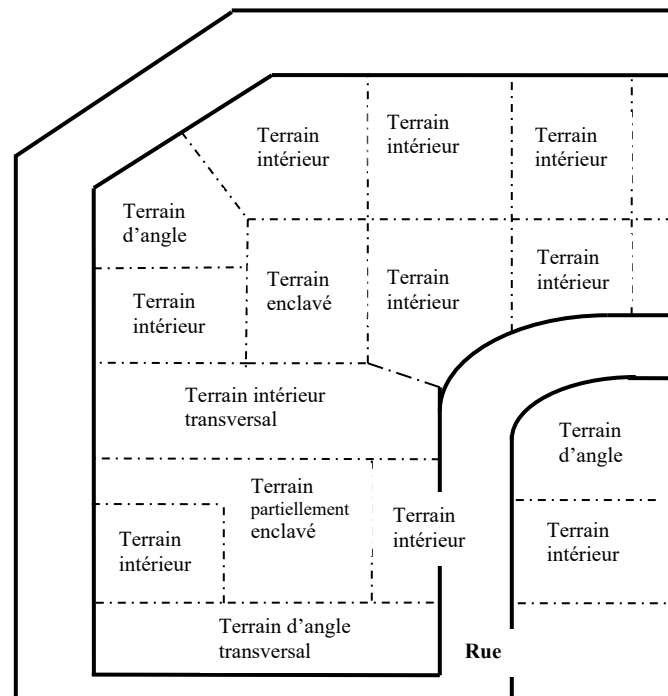 Terrain
intérieur
Terrain
intérieur
Terrain
intérieur
Terrain
d’angle
Terrain
enclavé
Terrain
intérieur
Terrain
intérieur
Terrain
intérieur
Terrain intérieur
transversal
Terrain
d’angle
Terrain
partiellement
enclavé
Terrain
intérieur
Terrain
intérieur
Terrain
intérieur
Terrain d’angle
transversal
Rue